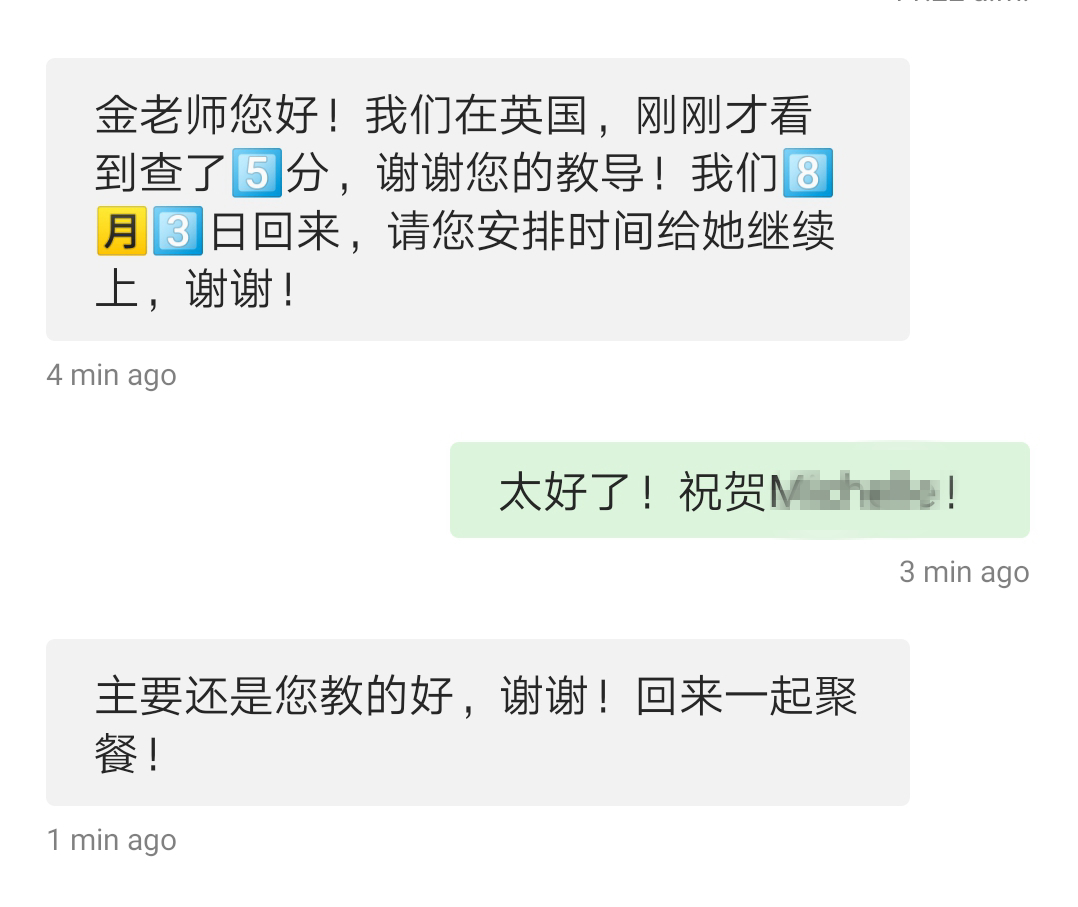 金老师您好！我们在英国，刚刚才看
到查了5️⃣分，谢谢您的教导！我们8️⃣
🈷️3️⃣日回来，请您安排时间给她继续
上，谢谢！
4 min ago
太好了！祝贺！
3 min ago
主要还是您教的好，谢谢！回来一起聚
餐！
1 min ago